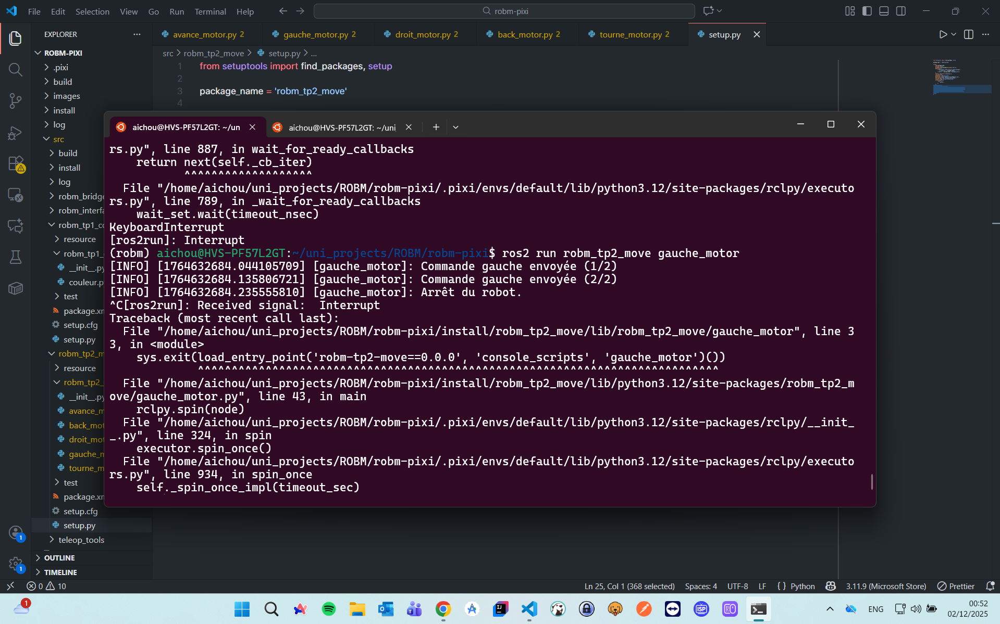 File Edit Selection View Go Run Terminal Help
robm-pixi
EXPLORER
avance_motor.py 2
gauche_motor.py 2
droit_motor.py 2
back_motor.py 2
tourne_motor.py 2
setup.py
ROBM-PIXI
src > robm_tp2_move > setup.py > ...
.pixi
build
images
install
log
src
build
install
log
robm_bridge
robm_interfa
robm_tp1_co
resource
robm_tp1_
__init__.py
couleur.p
test
package.xm
setup.cfg
setup.py
robm_tp2_m
resource
robm_tp2_
__init__.py
avance_m
back_mot
droit_mot
gauche_m
tourne_m
test
package.xm
setup.cfg
setup.py
teleop_tools
OUTLINE
TIMELINE
1 from setuptools import find_packages, setup
2
3 package_name = 'robm_tp2_move'
4
aichou@HVS-PF57L2GT: ~/un
aichou@HVS-PF57L2GT: ~/uni
rs.py", line 887, in wait_for_ready_callbacks
return next(self._cb_iter)
^^^^^^^^^^^^^^^^^^^
File "/home/aichou/uni_projects/ROBM/robm-pixi/.pixi/envs/default/lib/python3.12/site-packages/rclpy/executo
rs.py", line 789, in _wait_for_ready_callbacks
wait_set.wait(timeout_nsec)
KeyboardInterrupt
[ros2run]: Interrupt
(robm) aichou@HVS-PF57L2GT:~/uni_projects/ROBM/robm-pixi$ ros2 run robm_tp2_move gauche_motor
[INFO] [1764632684.044105709] [gauche_motor]: Commande gauche envoyée (1/2)
[INFO] [1764632684.135806721] [gauche_motor]: Commande gauche envoyée (2/2)
[INFO] [1764632684.235555810] [gauche_motor]: Arrêt du robot.
^C[ros2run]: Received signal:  Interrupt
Traceback (most recent call last):
File "/home/aichou/uni_projects/ROBM/robm-pixi/install/robm_tp2_move/lib/robm_tp2_move/gauche_motor", line 3
3, in <module>
sys.exit(load_entry_point('robm-tp2-move==0.0.0', 'console_scripts', 'gauche_motor')())
^^^^^^^^^^^^^^^^^^^^^^^^^^^^^^^^^^^^^^^^^^^^^^^^^^^^^^^^^^^^^^^^^^^^^^^^^^^^^
File "/home/aichou/uni_projects/ROBM/robm-pixi/install/robm_tp2_move/lib/python3.12/site-packages/robm_tp2_m
ove/gauche_motor.py", line 43, in main
rclpy.spin(node)
File "/home/aichou/uni_projects/ROBM/robm-pixi/.pixi/envs/default/lib/python3.12/site-packages/rclpy/__init_
_.py", line 324, in spin
executor.spin_once()
File "/home/aichou/uni_projects/ROBM/robm-pixi/.pixi/envs/default/lib/python3.12/site-packages/rclpy/executo
rs.py", line 934, in spin_once
self._spin_once_impl(timeout_sec)
0 10
Ln 25, Col 1 (368 selected) Spaces: 4 UTF-8 LF { } Python 3.11.9 (Microsoft Store) Prettier
1
1
1
ENG
00:52
02/12/2025